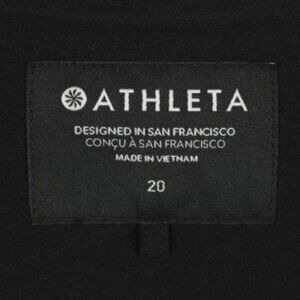 ATHLETA
DESIGNED IN SAN FRANCISCO
CONÇU À SAN FRANCISCO
MADE IN VIETNAM
20